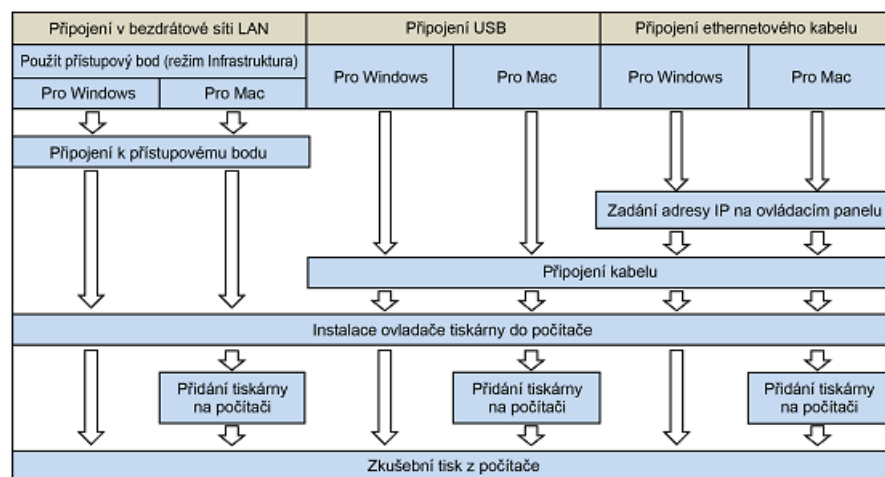 Připojení v bezdrátové síti LAN
Připojení USB
Připojení ethernetového kabelu
Použít přístupový bod (režim Infrastruktura)
Pro Windows
Pro Mac
Pro Windows
Pro Mac
Pro Windows
Pro Mac
Připojení k přístupovému bodu
Zadání adresy IP na ovládacím panelu
Připojení kabelu
Instalace ovladače tiskárny do počítače
Přidání tiskárny
na počítači
Přidání tiskárny
na počítači
Přidání tiskárny
na počítači
Zkušební tisk z počítače